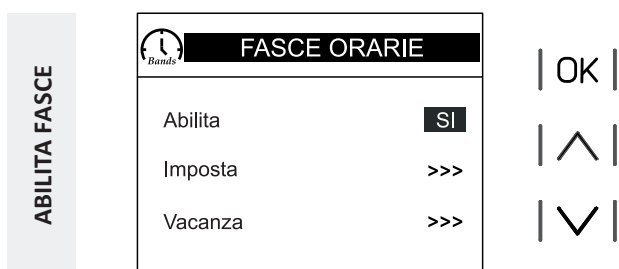 ABILITA FASCE
Bands
FASCE ORARIE
Abilita SI
Imposta >>>
Vacanza >>>
OK